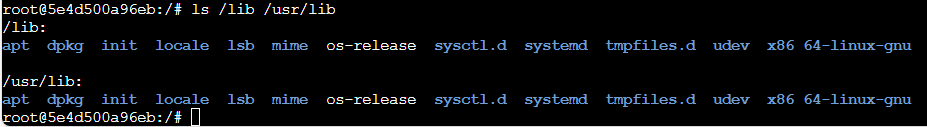 root@5e4d500a96eb:/# ls /lib /usr/lib
/lib:
apt dpkg init locale lsb mime os-release sysctl.d systemd tmpfiles.d udev x86 64-linux-gnu
/usr/lib:
apt dpkg init locale lsb mime os-release sysctl.d systemd tmpfiles.d udev x86 64-linux-gnu
root@5e4d500a96eb:/#